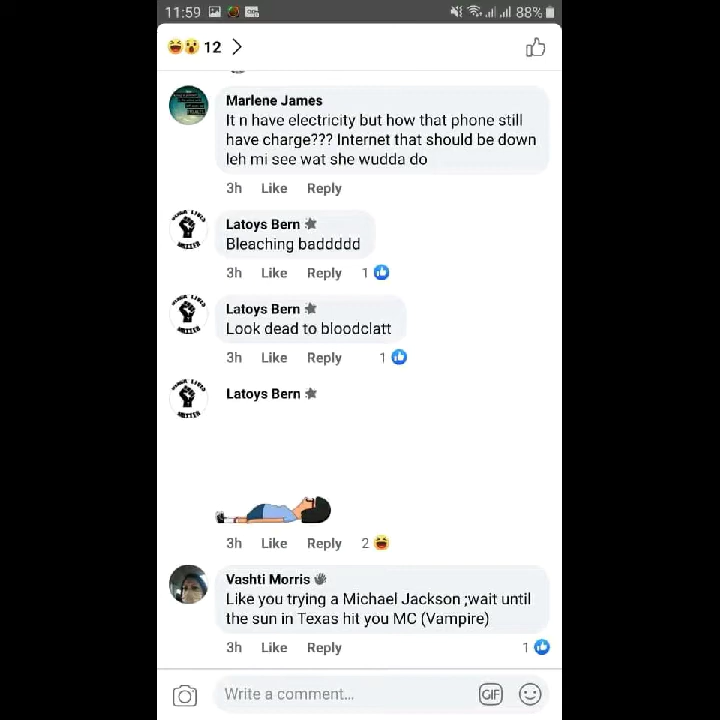 11:59
88%
12
Marlene James
It n have electricity but how that phone still
have charge??? Internet that should be down
leh mi see wat she wudda do
3h Like Reply
Latoys Bern
Bleaching baddddd
3h Like Reply 1
Latoys Bern
Look dead to bloodclatt
3h Like Reply 1
Latoys Bern
3h Like Reply 2
Vashti Morris
Like you trying a Michael Jackson ;wait until
the sun in Texas hit you MC (Vampire)
3h Like Reply 1
Write a comment...
GIF